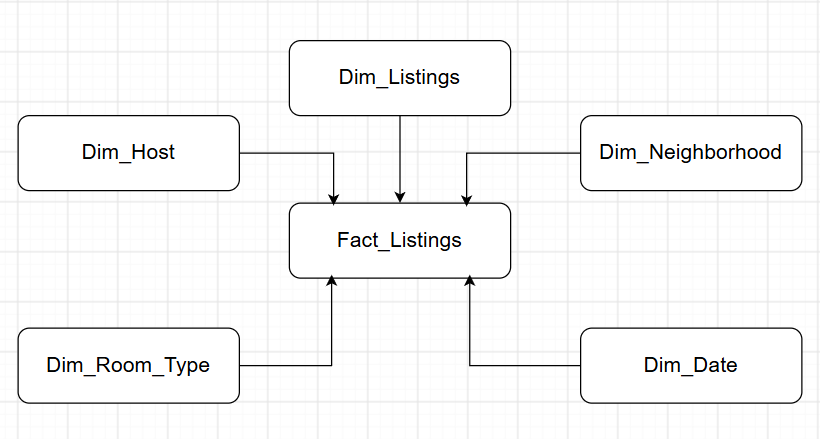 Dim_Listings
Dim_Host
Dim_Neighborhood
Fact_Listings
Dim_Room_Type
Dim_Date